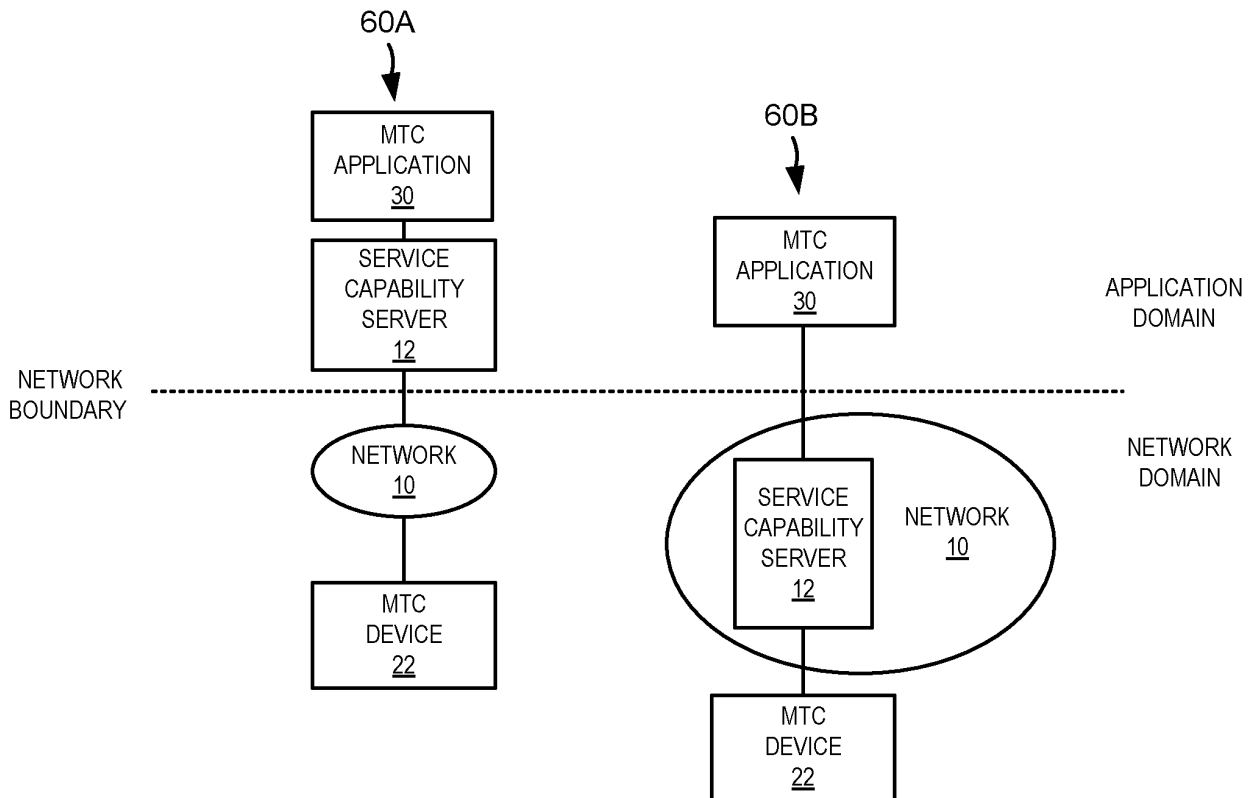 60A
MTC
APPLICATION
30
SERVICE
CAPABILITY
SERVER
12
NETWORK
10
MTC
DEVICE
22
60B
MTC
APPLICATION
30
SERVICE
CAPABILITY
SERVER
12
NETWORK
10
MTC
DEVICE
22
NETWORK
BOUNDARY
APPLICATION
DOMAIN
NETWORK
DOMAIN